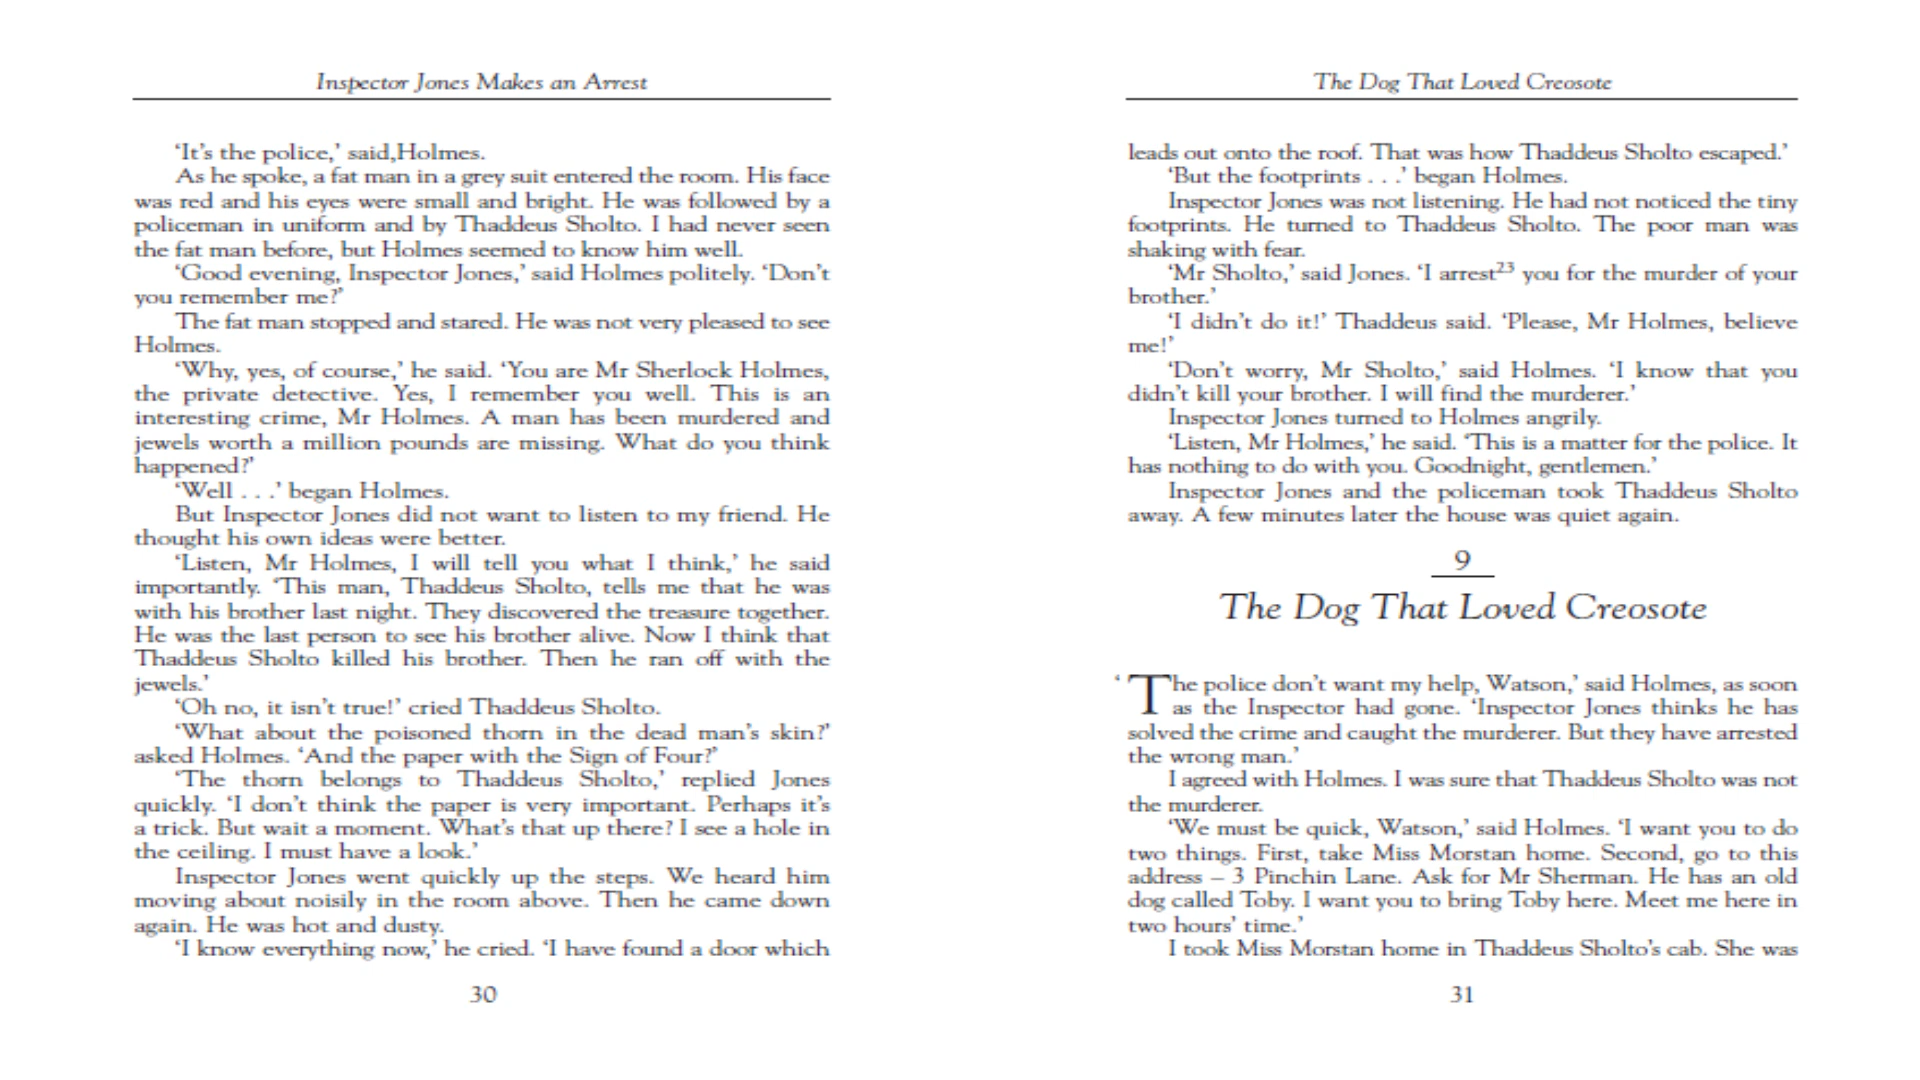 Inspector Jones Makes an Arrest
‘It’s the police,’ said,Holmes.
As he spoke, a fat man in a grey suit entered the room. His face
was red and his eyes were small and bright. He was followed by a
policeman in uniform and by Thaddeus Sholto. I had never seen
the fat man before, but Holmes seemed to know him well.
‘Good evening, Inspector Jones,’ said Holmes politely. ‘Don’t
you remember me?’
The fat man stopped and stared. He was not very pleased to see
Holmes.
‘Why, yes, of course,’ he said. ‘You are Mr Sherlock Holmes,
the private detective. Yes, I remember you well. This is an
interesting crime, Mr Holmes. A man has been murdered and
jewels worth a million pounds are missing. What do you think
happened?’
‘Well . . .’ began Holmes.
But Inspector Jones did not want to listen to my friend. He
thought his own ideas were better.
‘Listen, Mr Holmes, I will tell you what I think,’ he said
importantly. ‘This man, Thaddeus Sholto, tells me that he was
with his brother last night. They discovered the treasure together.
He was the last person to see his brother alive. Now I think that
Thaddeus Sholto killed his brother. Then he ran off with the
jewels.’
‘Oh no, it isn’t true!’ cried Thaddeus Sholto.
‘What about the poisoned thorn in the dead man’s skin?’
asked Holmes. ‘And the paper with the Sign of Four?’
‘The thorn belongs to Thaddeus Sholto,’ replied Jones
quickly. ‘I don’t think the paper is very important. Perhaps it’s
a trick. But wait a moment. What’s that up there? I see a hole in
the ceiling. I must have a look.’
Inspector Jones went quickly up the steps. We heard him
moving about noisily in the room above. Then he came down
again. He was hot and dusty.
‘I know everything now,’ he cried. ‘I have found a door which
30
The Dog That Loved Creosote
leads out onto the roof. That was how Thaddeus Sholto escaped.’
‘But the footprints . . .’ began Holmes.
Inspector Jones was not listening. He had not noticed the tiny
footprints. He turned to Thaddeus Sholto. The poor man was
shaking with fear.
‘Mr Sholto,’ said Jones. ‘I arrest23 you for the murder of your
brother.’
‘I didn’t do it!’ Thaddeus said. ‘Please, Mr Holmes, believe
me!’
‘Don’t worry, Mr Sholto,’ said Holmes. ‘I know that you
didn’t kill your brother. I will find the murderer.’
Inspector Jones turned to Holmes angrily.
‘Listen, Mr Holmes,’ he said. ‘This is a matter for the police. It
has nothing to do with you. Goodnight, gentlemen.’
Inspector Jones and the policeman took Thaddeus Sholto
away. A few minutes later the house was quiet again.
9
The Dog That Loved Creosote
‘The police don’t want my help, Watson,’ said Holmes, as soon
as the Inspector had gone. ‘Inspector Jones thinks he has
solved the crime and caught the murderer. But they have arrested
the wrong man.’
I agreed with Holmes. I was sure that Thaddeus Sholto was not
the murderer.
‘We must be quick, Watson,’ said Holmes. ‘I want you to do
two things. First, take Miss Morstan home. Second, go to this
address – 3 Pinchin Lane. Ask for Mr Sherman. He has an old
dog called Toby. I want you to bring Toby here. Meet me here in
two hours’ time.’
I took Miss Morstan home in Thaddeus Sholto’s cab. She was
31